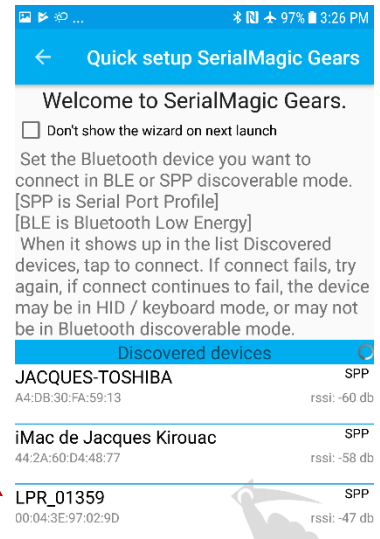 ... 97% 3:26 PM
Quick setup SerialMagic Gears
Welcome to SerialMagic Gears.
Don't show the wizard on next launch
Set the Bluetooth device you want to
connect in BLE or SPP discoverable mode.
[SPP is Serial Port Profile]
[BLE is Bluetooth Low Energy]
When it shows up in the list Discovered
devices, tap to connect. If connect fails, try
again, if connect continues to fail, the device
may be in HID / keyboard mode, or may not
be in Bluetooth discoverable mode.
Discovered devices
JACQUES-TOSHIBA SPP
A4:DB:30:FA:59:13 rssi: -60 db
iMac de Jacques Kirouac SPP
44:2A:60:D4:48:77 rssi: -58 db
LPR_01359 SPP
00:04:3E:97:02:9D rssi: -47 db